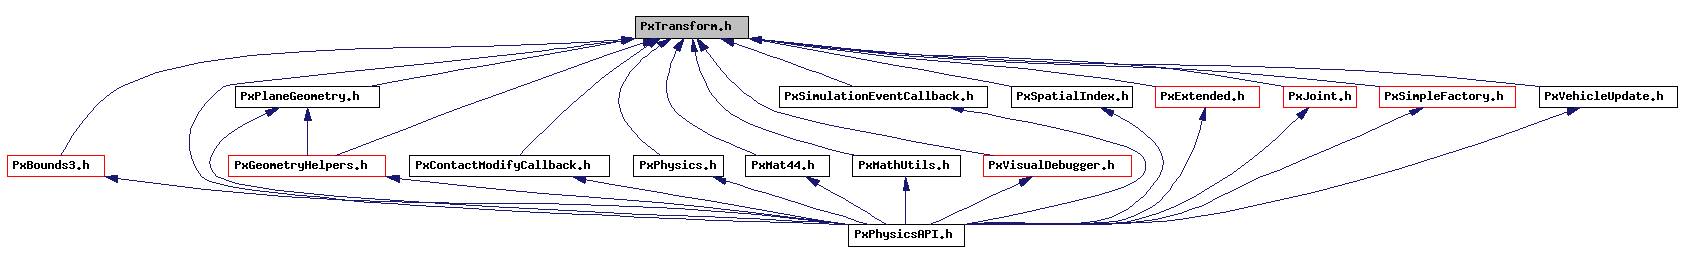 PxTransform.h
PxPlaneGeometry.h
PxSimulationEventCallback.h
PxSpatialIndex.h
PxExtended.h
PxJoint.h
PxSimpleFactory.h
PxVehicleUpdate.h
PxBounds3.h
PxGeometryHelpers.h
PxContactModifyCallback.h
PxPhysics.h
PxMat44.h
PxMathUtils.h
PxVisualDebugger.h
PxPhysicsAPI.h